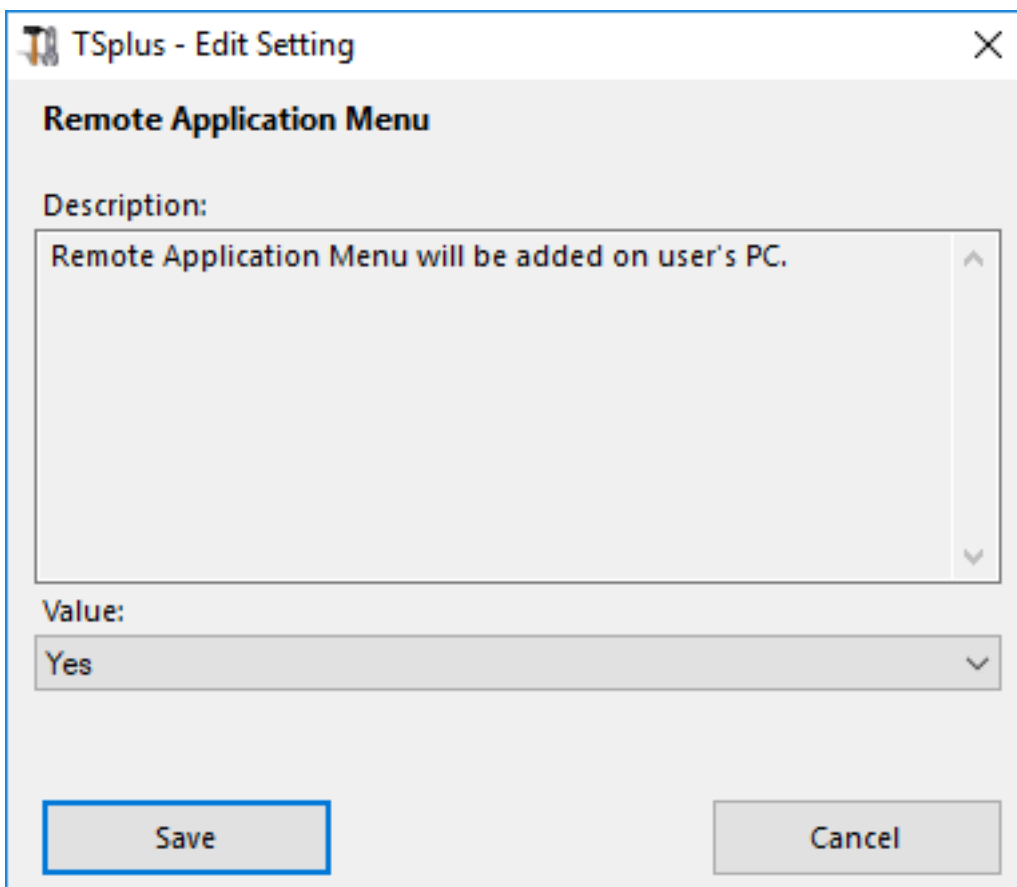 TSplus - Edit Setting
Remote Application Menu
Description:
Remote Application Menu will be added on user's PC.
Value:
Yes
Save
Cancel